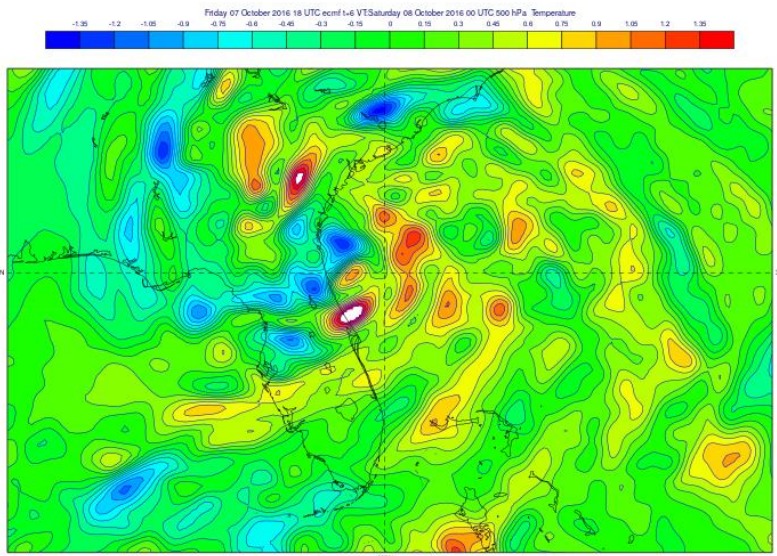 Friday 07 October 2016 18 UTC ecmf t+6 VT:Saturday 08 October 2016 00 UTC 500 hPa Temperature
-1.35 -1.2 -1.05 -0.9 -0.75 -0.6 -0.45 -0.3 -0.15 0 0.15 0.3 0.45 0.6 0.75 0.9 1.05 1.2 1.35
N